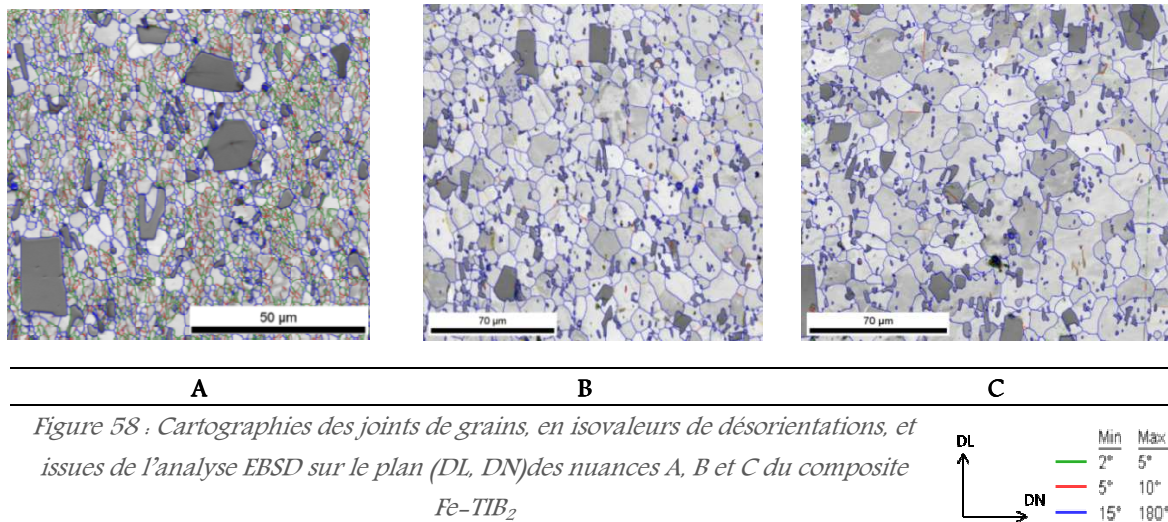 50 µm
70 µm
70 µm
A B C
Figure 58 : Cartographies des joints de grains, en isovaleurs de désorientations, et
issues de l'analyse EBSD sur le plan (DL, DN)des nuances A, B et C du composite
Fe-TIB₂
DL
DN
Min Max
2° 5°
5° 10°
15° 180°